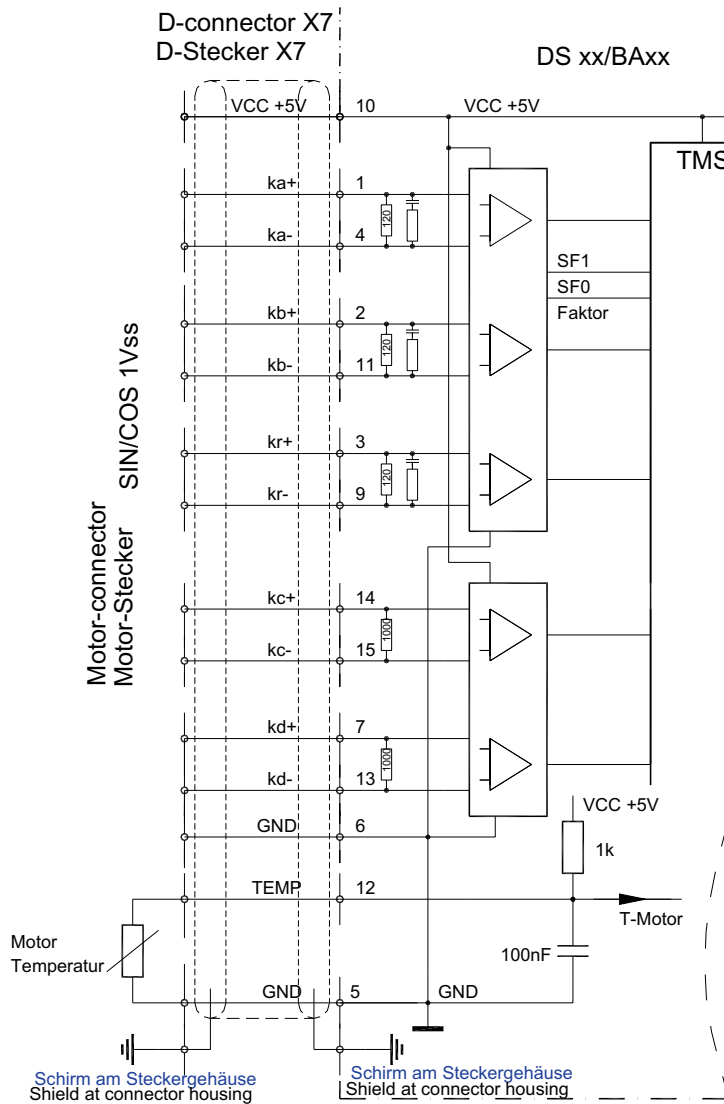 D-connector X7
D-Stecker X7
DS xx/BAxx
VCC +5V 10 VCC +5V
TMS
ka+ 1
120
ka- 4
SF1
SF0
Faktor
kb+ 2
120
kb- 11
SIN/COS 1Vss
kr+ 3
120
kr- 9
Motor-connector
Motor-Stecker
kc+ 14
1000
kc- 15
kd+ 7
1000
kd- 13
VCC +5V
GND 6
1k
TEMP 12
T-Motor
Motor
Temperatur
100nF
GND 5 GND
Schirm am Steckergehäuse
Shield at connector housing
Schirm am Steckergehäuse
Shield at connector housing